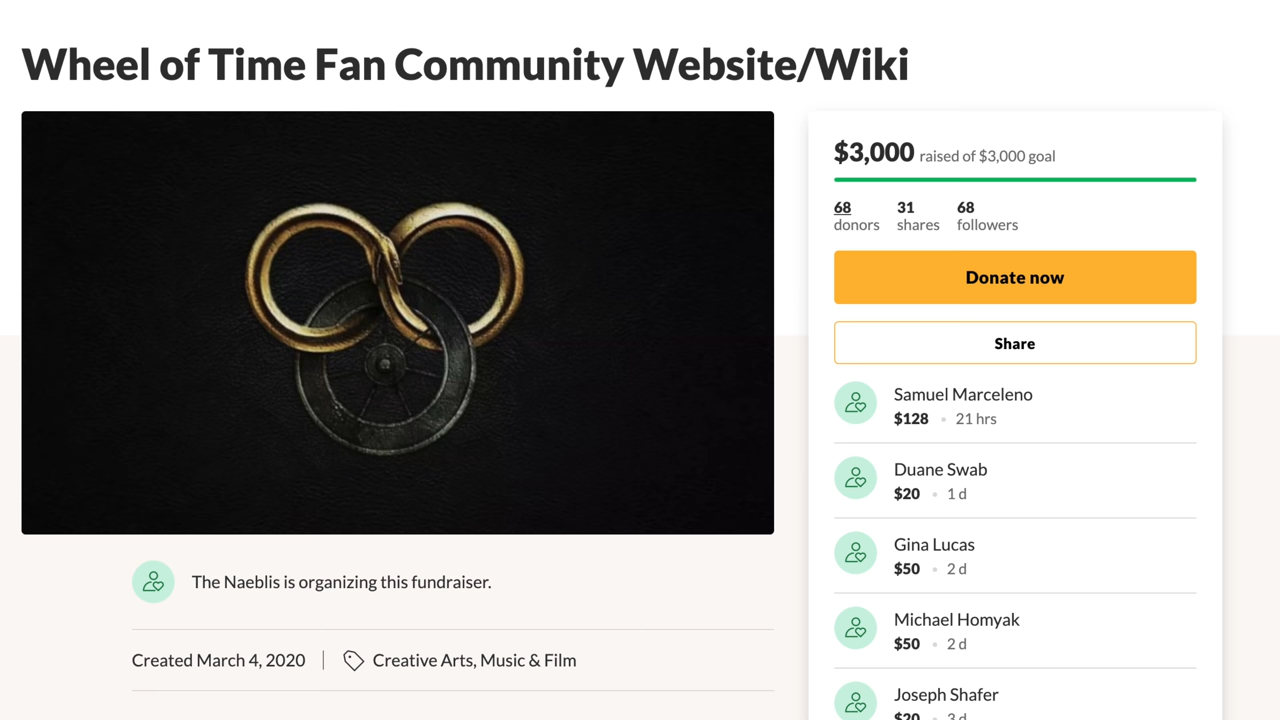 Wheel of Time Fan Community Website/Wiki
$3,000 raised of $3,000 goal
68 31 68
donors shares followers
Donate now
Share
Samuel Marceleno
$128 • 21 hrs
Duane Swab
$20 • 1 d
Gina Lucas
$50 • 2 d
Michael Homyak
$50 • 2 d
Joseph Shafer
$20 • 3 d
The Naeblis is organizing this fundraiser.
Created March 4, 2020 | Creative Arts, Music & Film